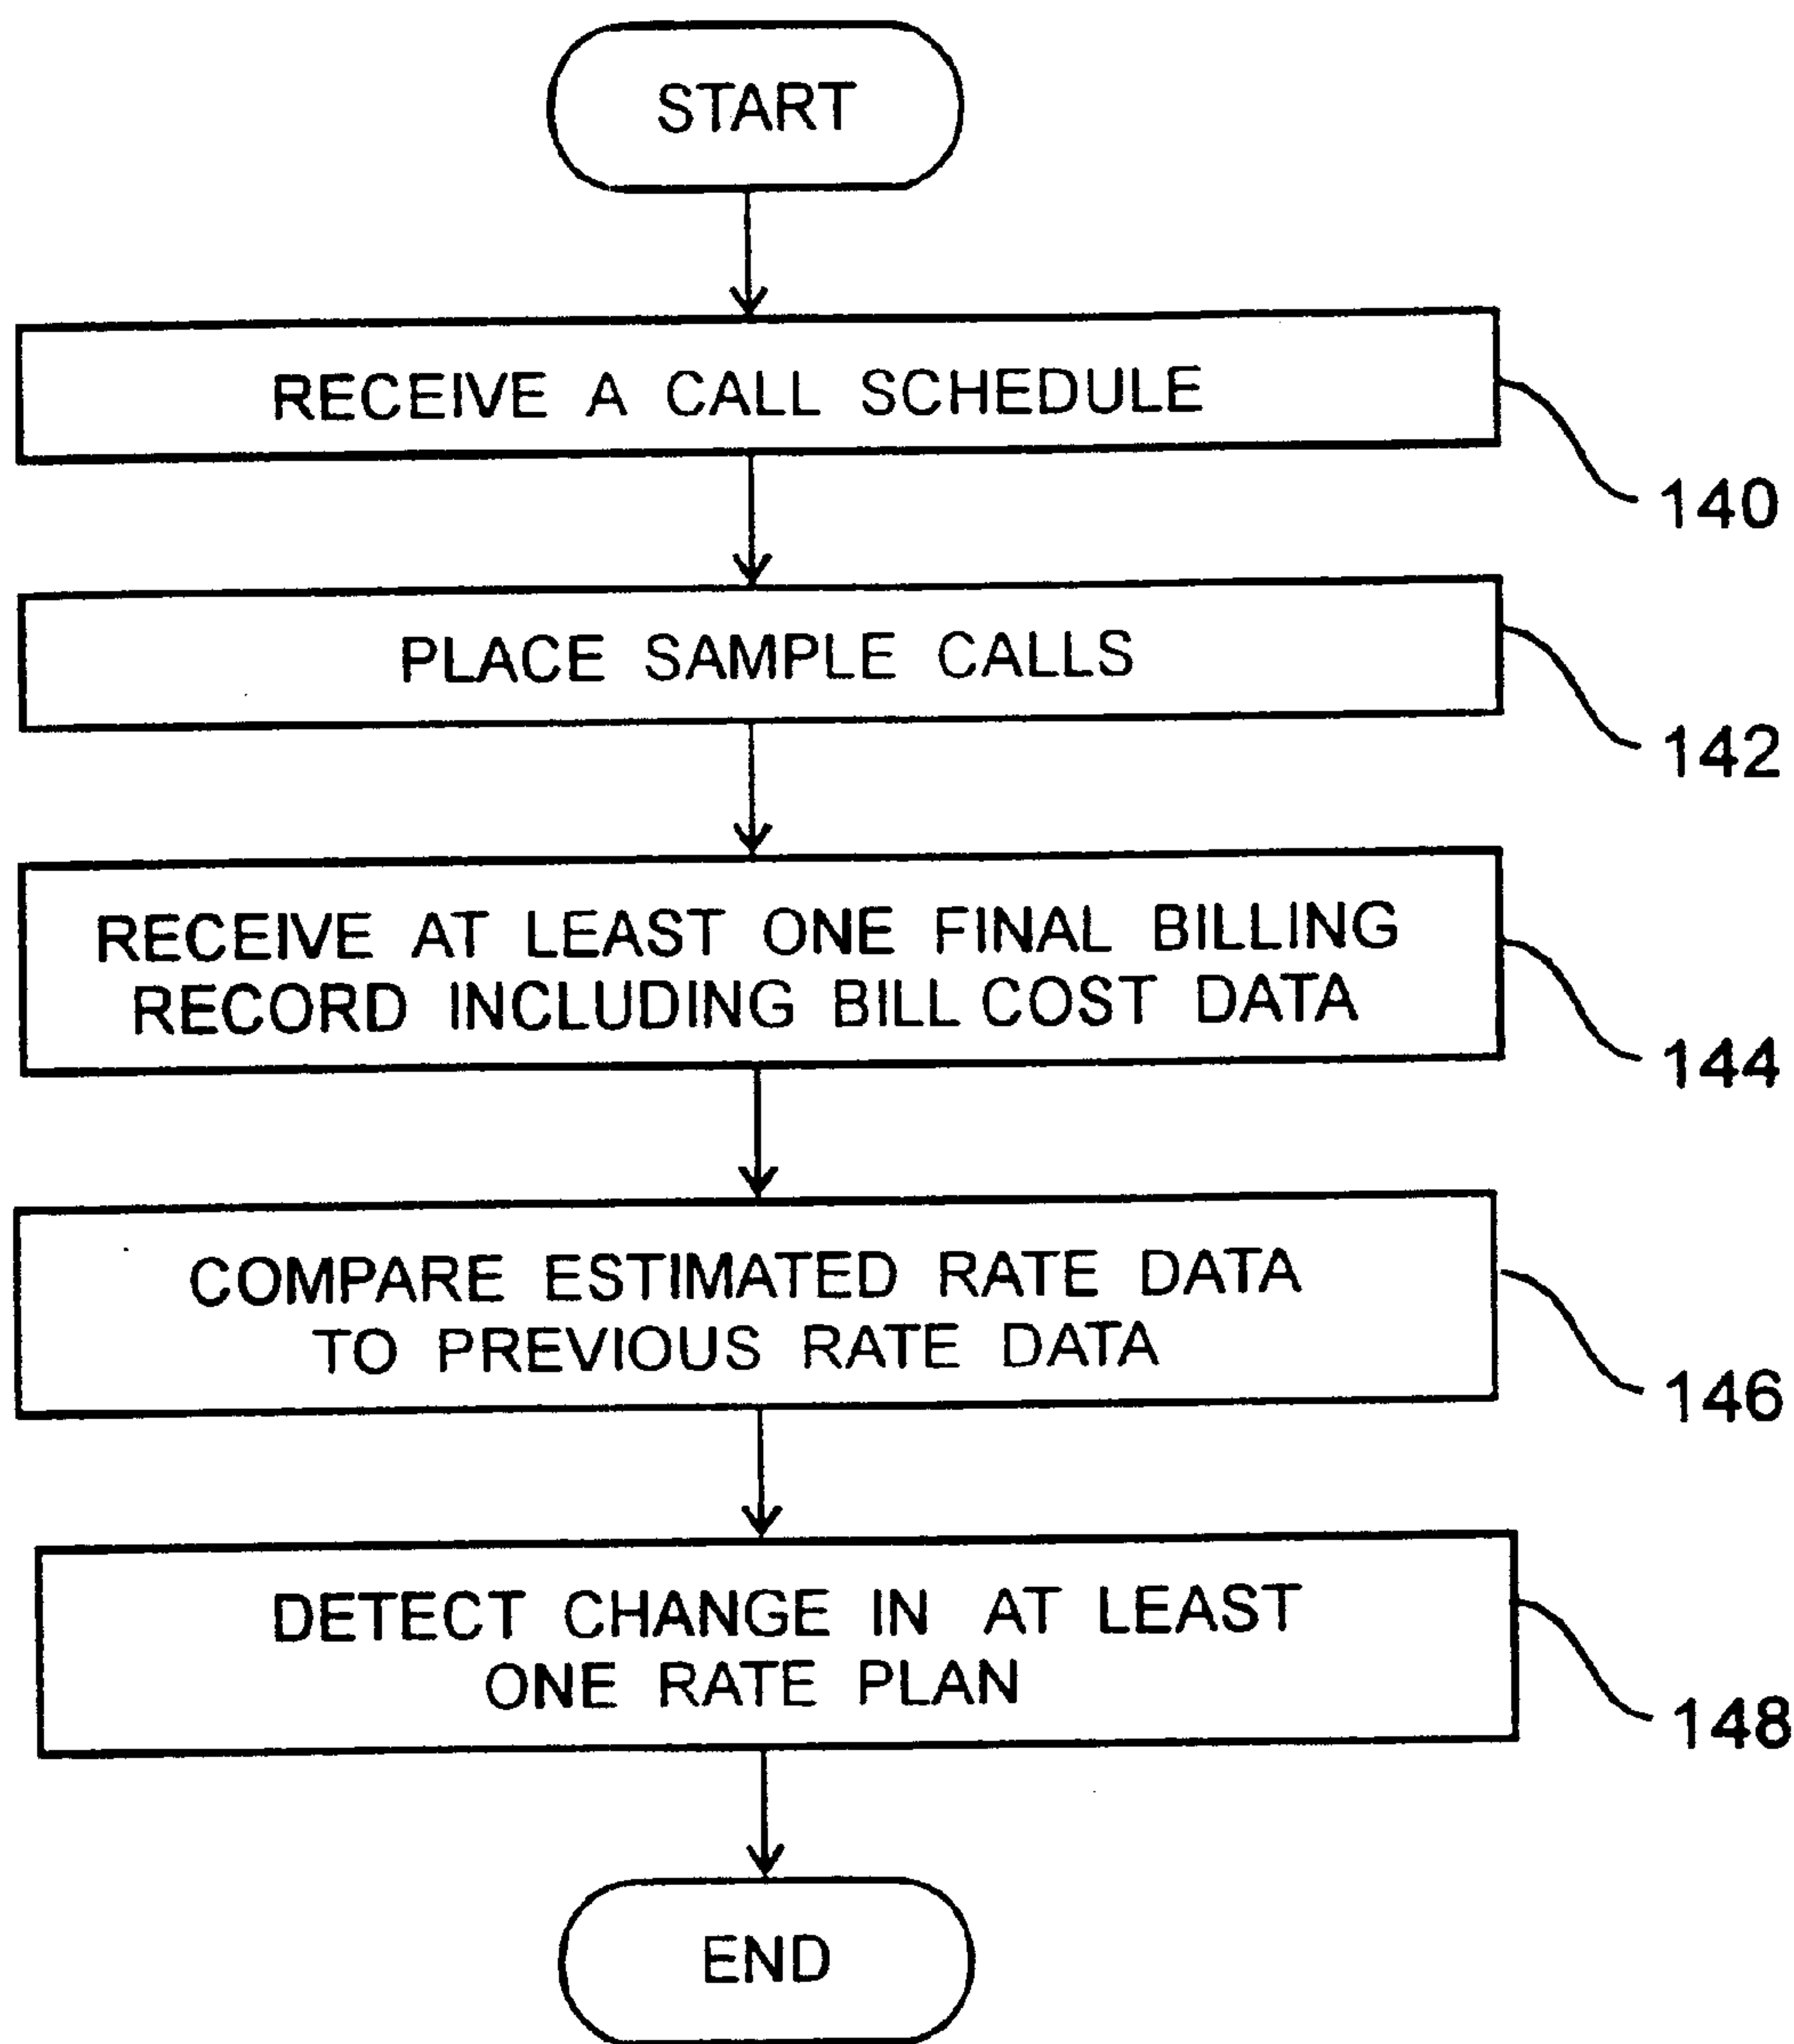 START
RECEIVE A CALL SCHEDULE
140
PLACE SAMPLE CALLS
142
RECEIVE AT LEAST ONE FINAL BILLING
RECORD INCLUDING BILL COST DATA
144
COMPARE ESTIMATED RATE DATA
TO PREVIOUS RATE DATA
146
DETECT CHANGE IN AT LEAST
ONE RATE PLAN
148
END